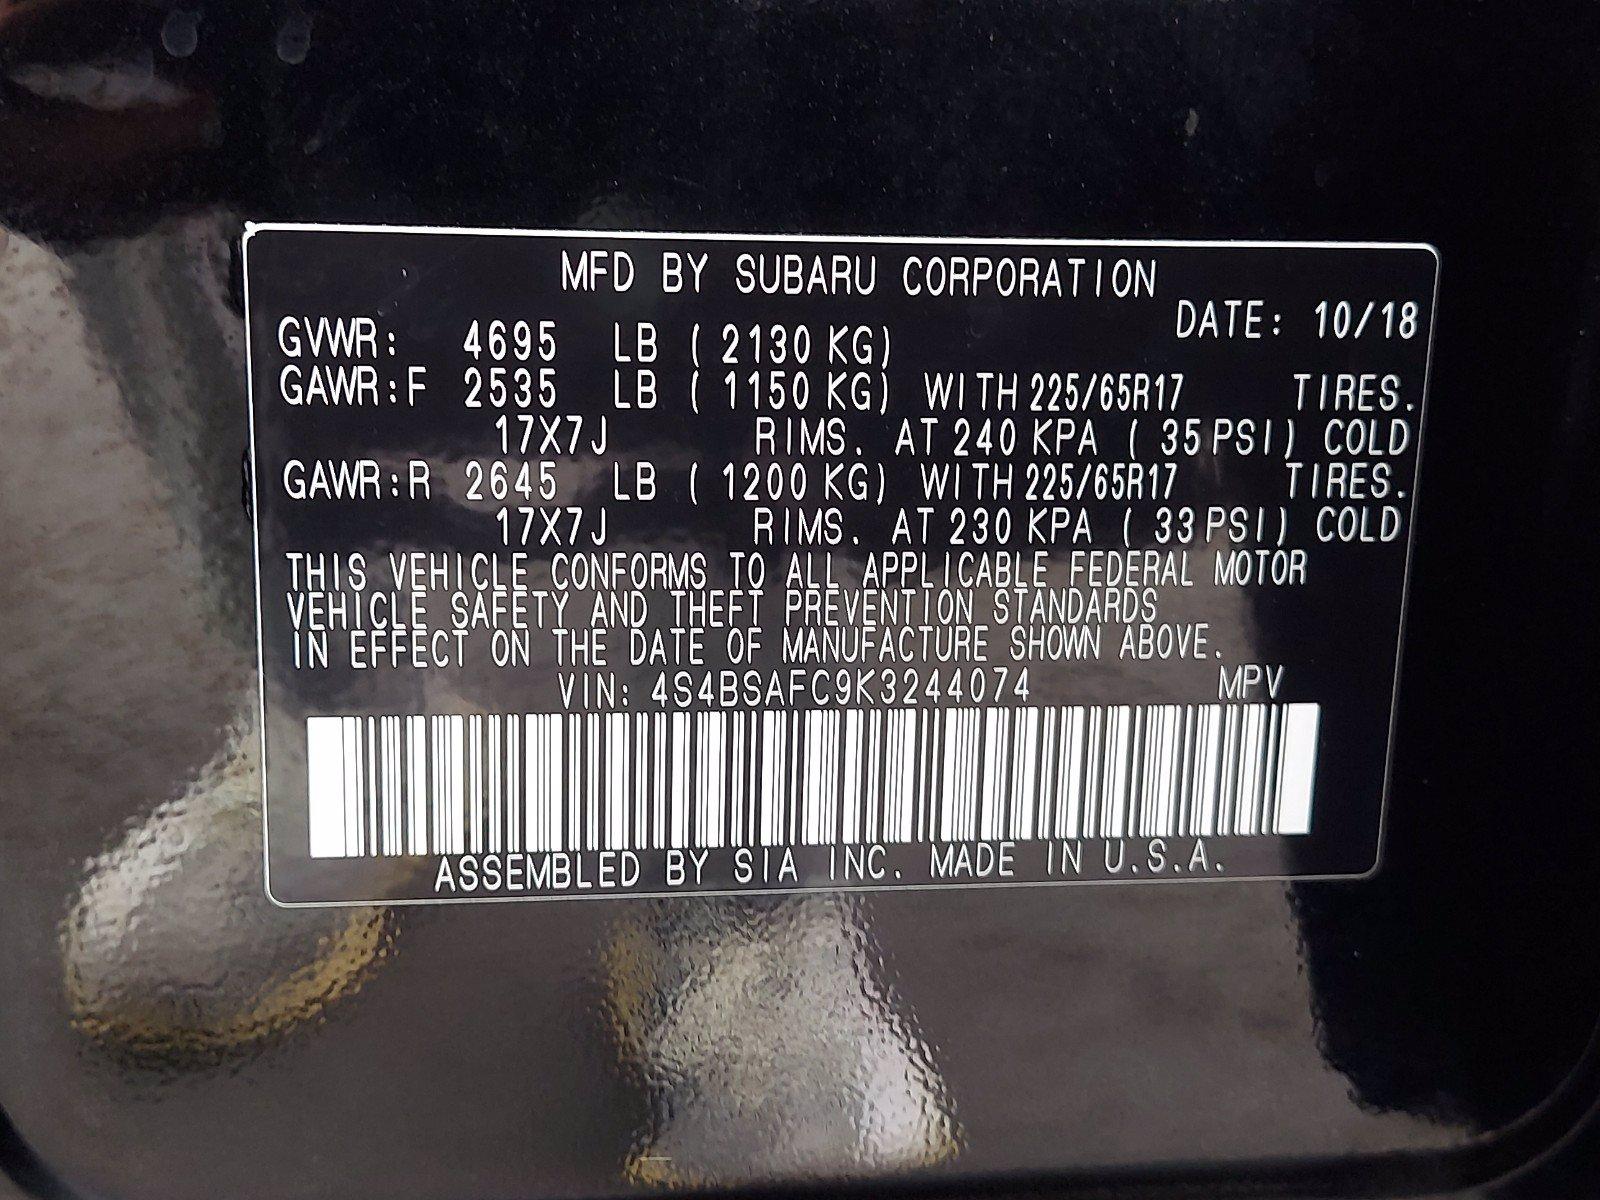 MFD BY SUBARU CORPORATION
DATE: 10/18
GVWR: 4695 LB ( 2130 KG)
GAWR:F 2535 LB ( 1150 KG) WITH 225/65R17 TIRES.
17X7J RIMS. AT 240 KPA ( 35 PSI) COLD
GAWR:R 2645 LB ( 1200 KG) WITH 225/65R17 TIRES.
17X7J RIMS. AT 230 KPA ( 33 PSI) COLD
THIS VEHICLE CONFORMS TO ALL APPLICABLE FEDERAL MOTOR
VEHICLE SAFETY AND THEFT PREVENTION STANDARDS
IN EFFECT ON THE DATE OF MANUFACTURE SHOWN ABOVE.
VIN: 4S4BSAFC9K3244074 MPV
ASSEMBLED BY SIA INC. MADE IN U.S.A.